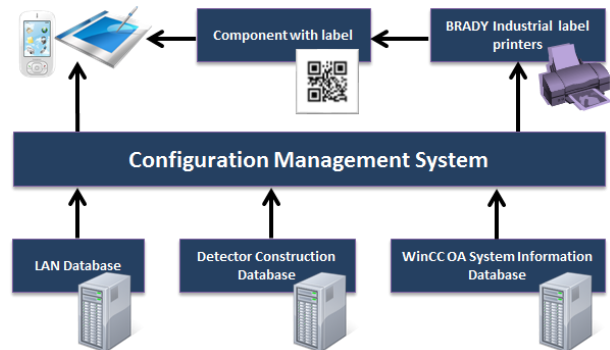 Component with label
BRADY Industrial label
printers
Configuration Management System
LAN Database
Detector Construction
Database
WinCC OA System Information
Database